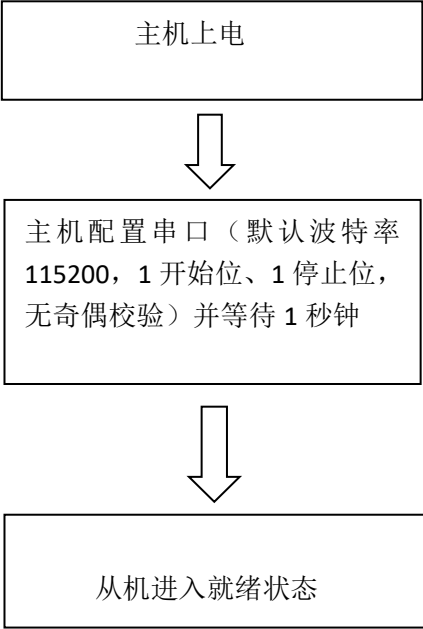 主机上电
主机配置串口（默认波特率
115200，1 开始位、1 停止位，
无奇偶校验）并等待 1 秒钟
从机进入就绪状态